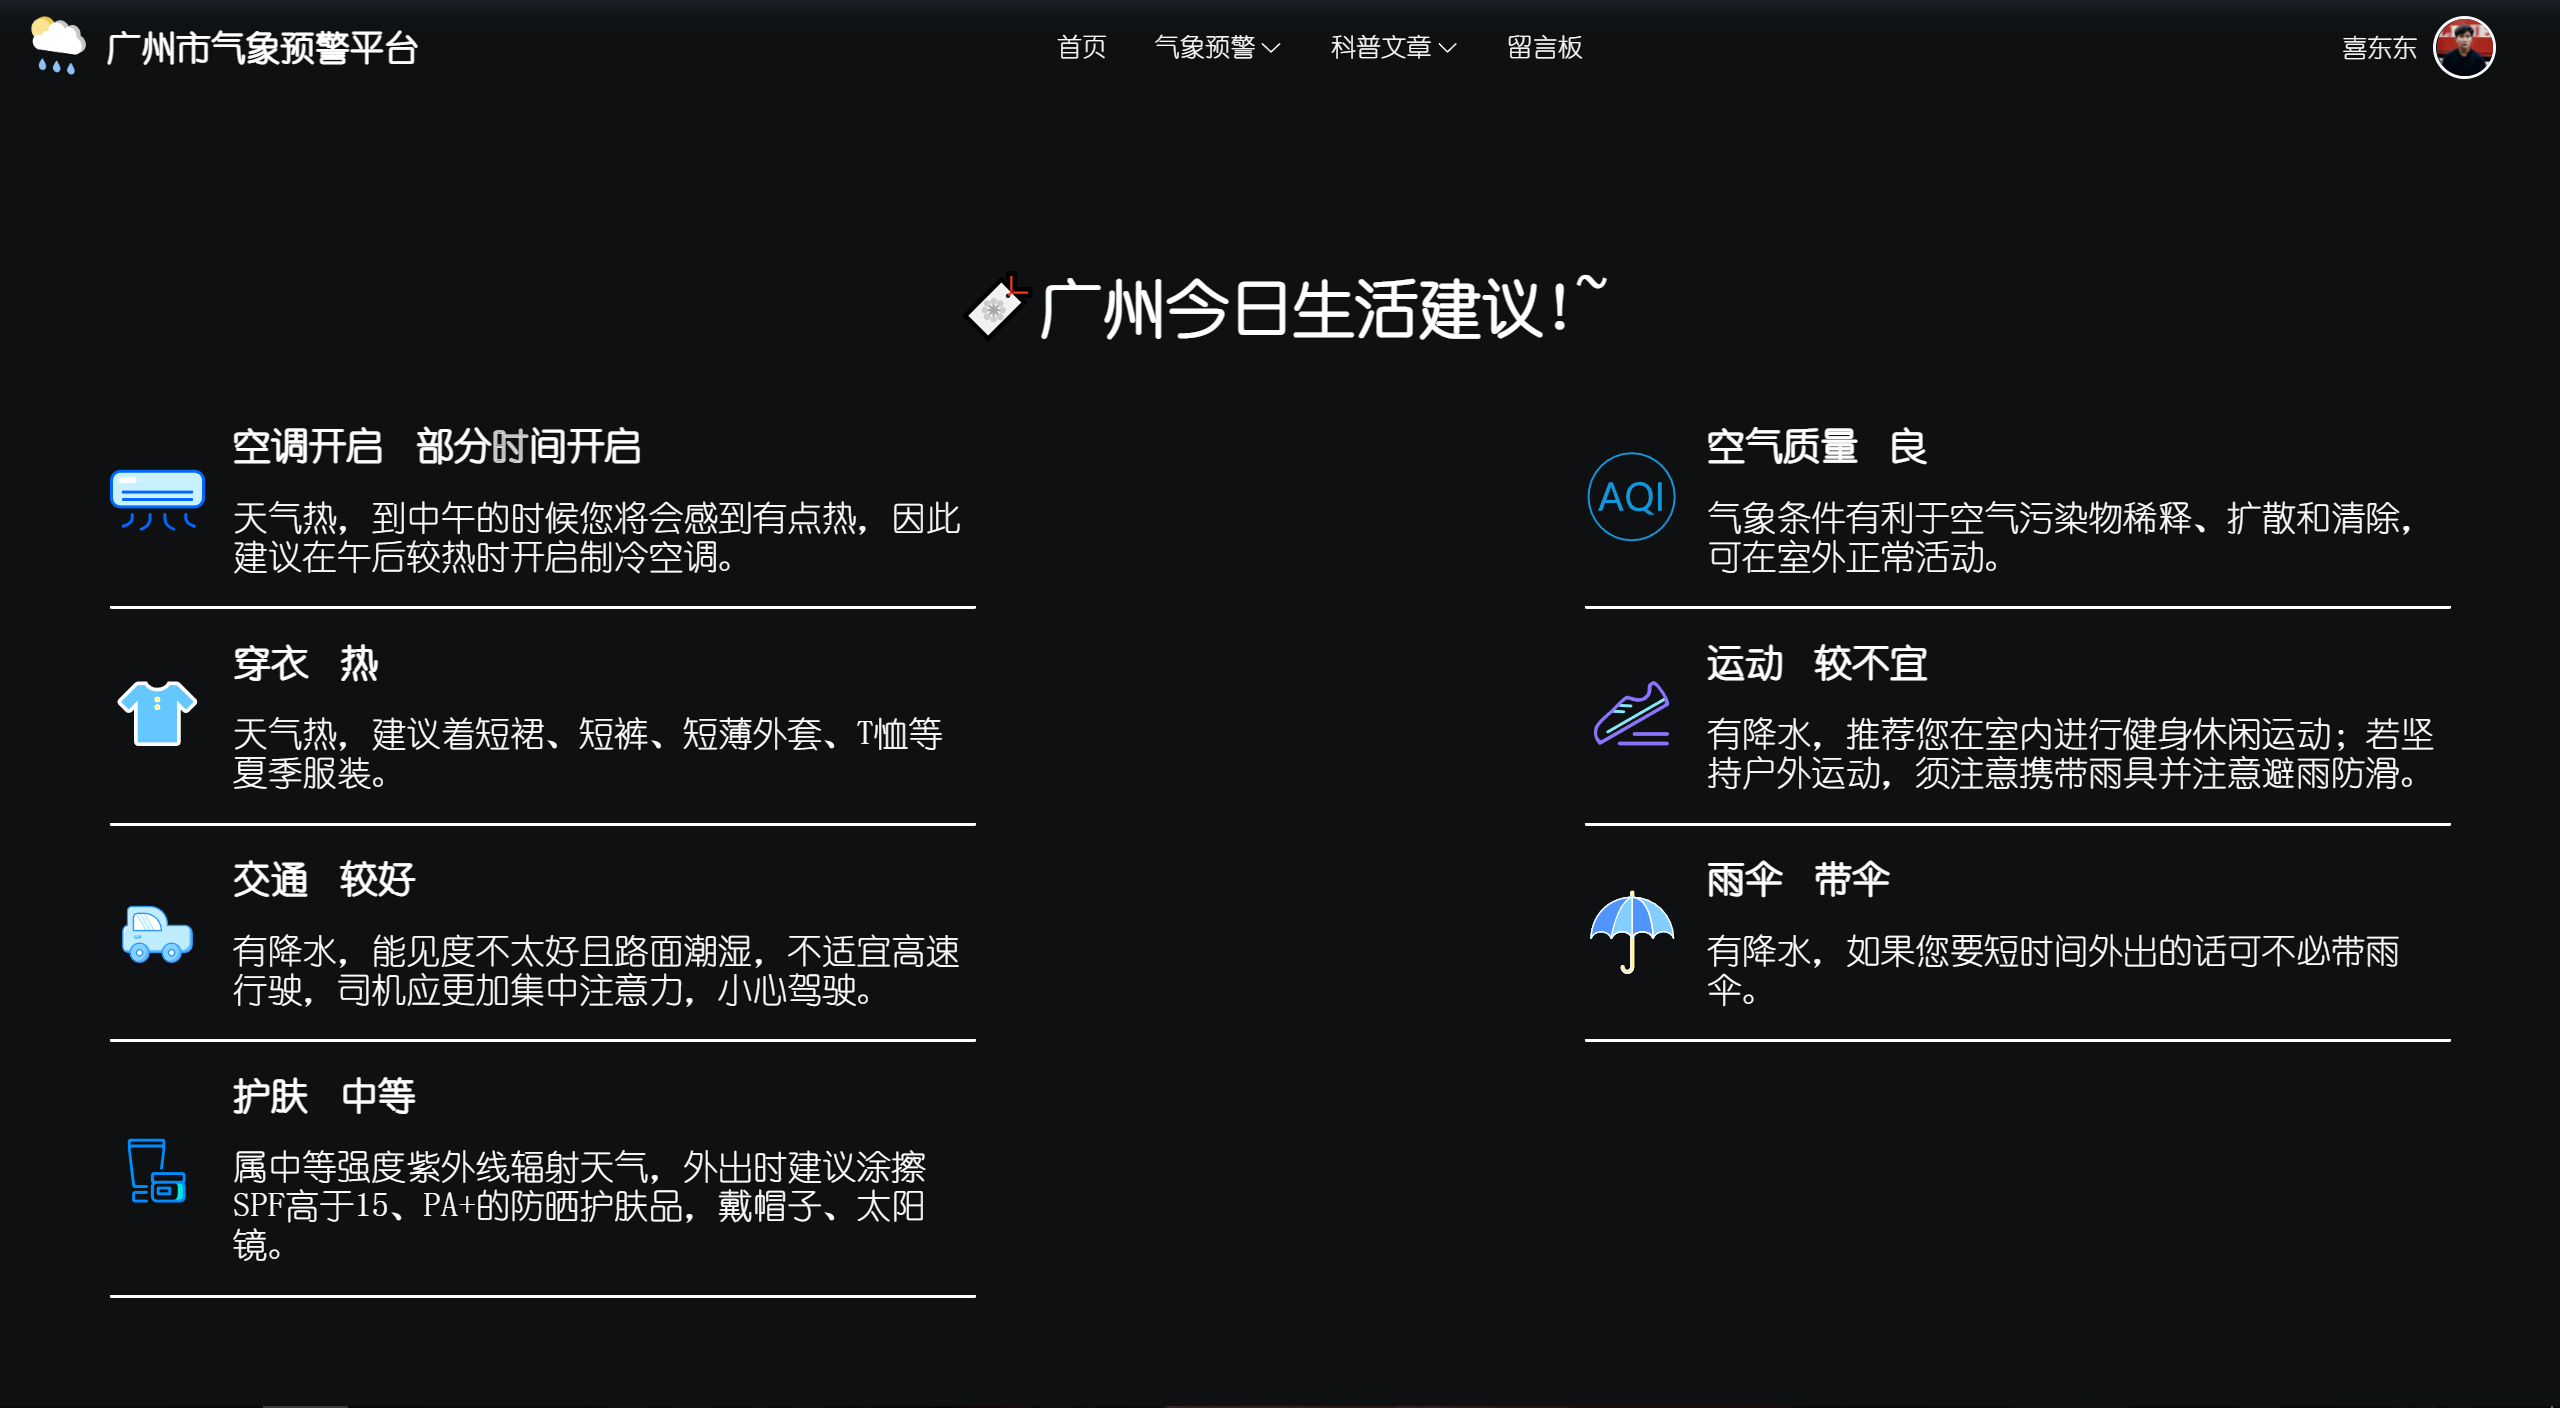 广州市气象预警平台
首页 气象预警 科普文章 留言板
喜东东
广州今日生活建议!~
空调开启 部分时间开启
天气热，到中午的时候您将会感到有点热，因此
建议在午后较热时开启制冷空调。
穿衣 热
天气热，建议着短裙、短裤、短薄外套、T恤等
夏季服装。
交通 较好
有降水，能见度不太好且路面潮湿，不适宜高速
行驶，司机应更加集中注意力，小心驾驶。
护肤 中等
属中等强度紫外线辐射天气，外出时建议涂擦
SPF高于15、PA+的防晒护肤品，戴帽子、太阳
镜。
AQI
空气质量 良
气象条件有利于空气污染物稀释、扩散和清除，
可在室外正常活动。
运动 较不宜
有降水，推荐您在室内进行健身休闲运动；若坚
持户外运动，须注意携带雨具并注意避雨防滑。
雨伞 带伞
有降水，如果您要短时间外出的话可不必带雨
伞。